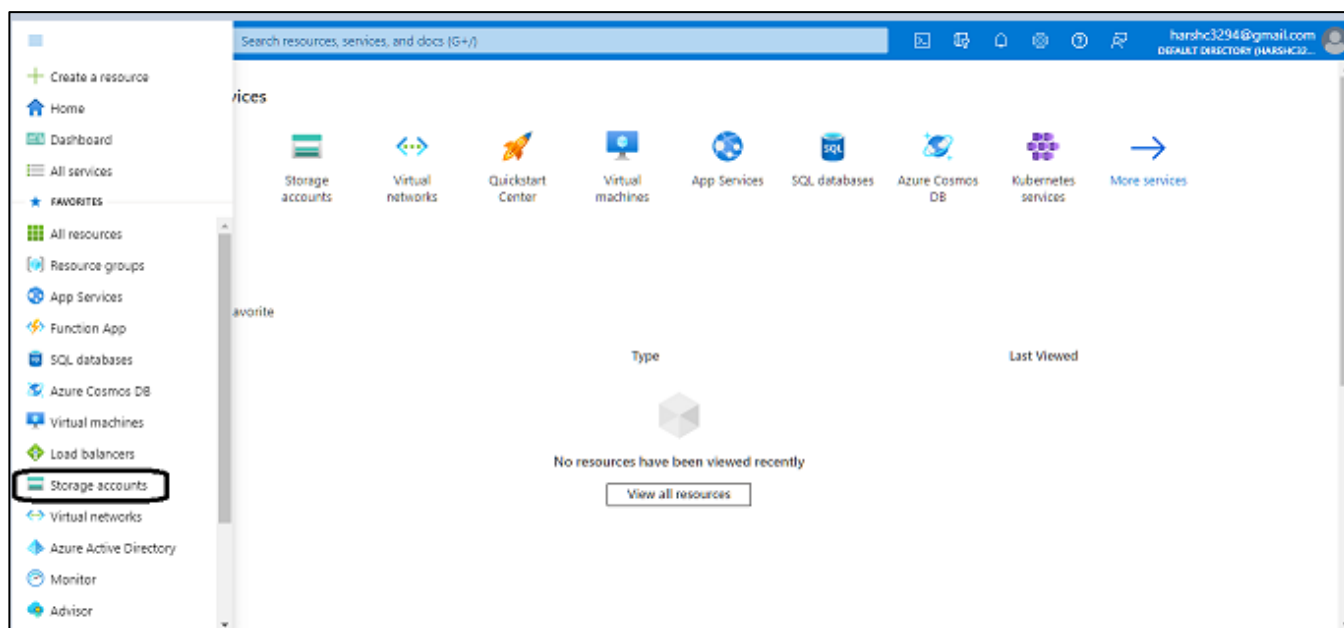 Search resources, services, and docs (G+/)
harshc3294@gmail.com
DEFAULT DIRECTORY (HARSHC32...
Create a resource
Home
Dashboard
All services
FAVORITES
All resources
Resource groups
App Services
Function App
SQL databases
Azure Cosmos DB
Virtual machines
Load balancers
Storage accounts
Virtual networks
Azure Active Directory
Monitor
Advisor
vices
Storage
accounts
Virtual
networks
Quickstart
Center
Virtual
machines
App Services
SQL
SQL databases
Azure Cosmos
DB
Kubernetes
services
More services
avorite
Type
Last Viewed
No resources have been viewed recently
View all resources